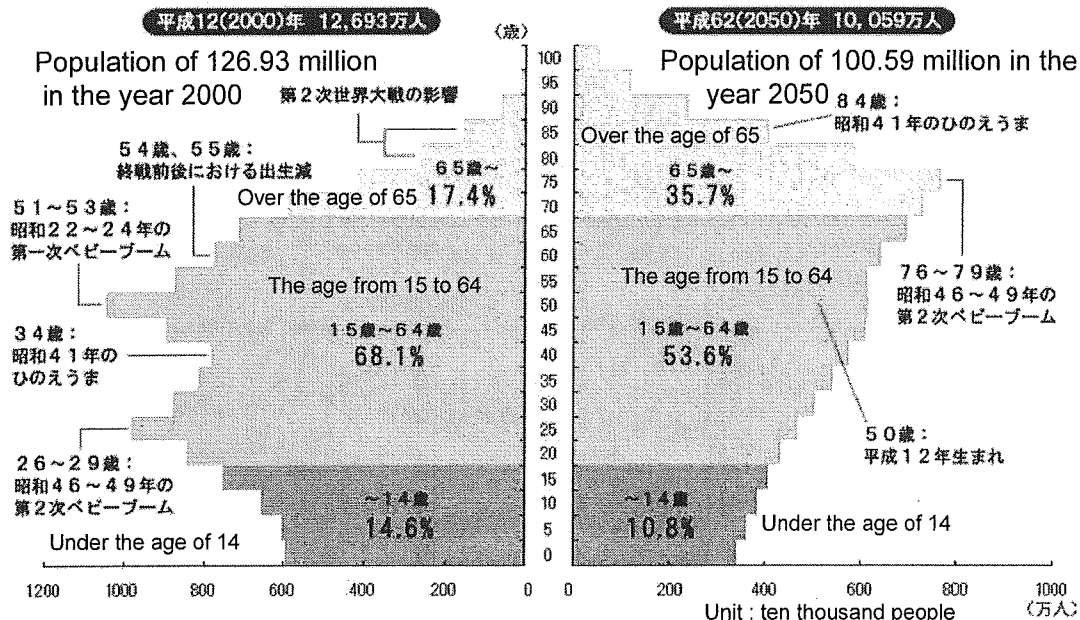 平成12(2000)年 12,693万人
Population of 126.93 million
in the year 2000
第2次世界大戦の影響
54歳、55歳：
終戦前後における出生減
Over the age of 65
65歳～
17.4%
51～53歳：
昭和22～24年の
第一次ベビーブーム
The age from 15 to 64
15歳～64歳
68.1%
34歳：
昭和41年の
ひのえうま
26～29歳：
昭和46～49年の
第2次ベビーブーム
～14歳
14.6%
Under the age of 14
1200 1000 800 600 400 200 0
(歳)
100
95
90
85
80
75
70
65
60
55
50
45
40
35
30
25
20
15
10
5
0
平成62(2050)年 10,059万人
Population of 100.59 million in the
year 2050
84歳：
昭和41年のひのえうま
Over the age of 65
65歳～
35.7%
76～79歳：
昭和46～49年の
第2次ベビーブーム
The age from 15 to 64
15歳～64歳
53.6%
50歳：
平成12年生まれ
～14歳
10.8%
Under the age of 14
0 200 400 600 800 1000
(万人)
Unit : ten thousand people